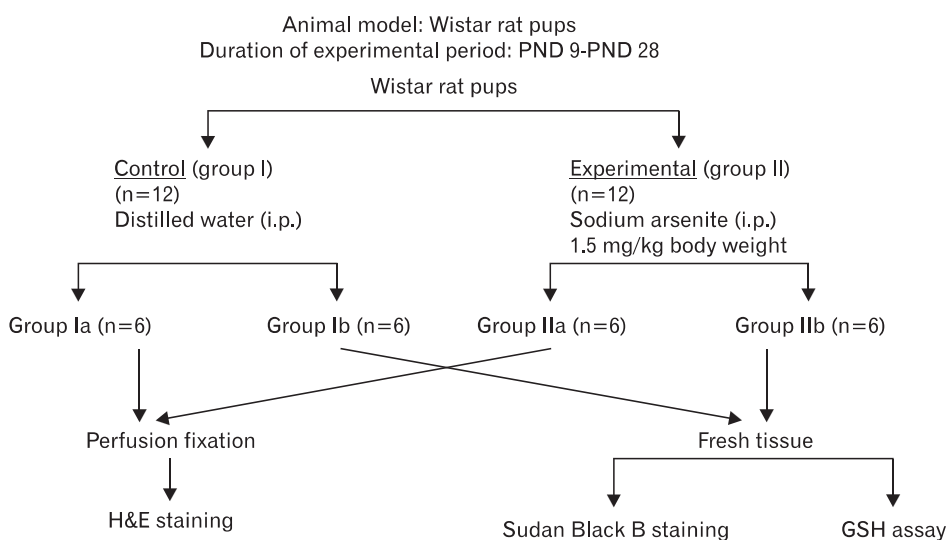 Animal model: Wistar rat pups
Duration of experimental period: PND 9-PND 28
Wistar rat pups
Control (group I)
(n=12)
Distilled water (i.p.)
Experimental (group II)
(n=12)
Sodium arsenite (i.p.)
1.5 mg/kg body weight
Group Ia (n=6)
Group Ib (n=6)
Group IIa (n=6)
Group IIb (n=6)
Perfusion fixation
Fresh tissue
H&E staining
Sudan Black B staining
GSH assay